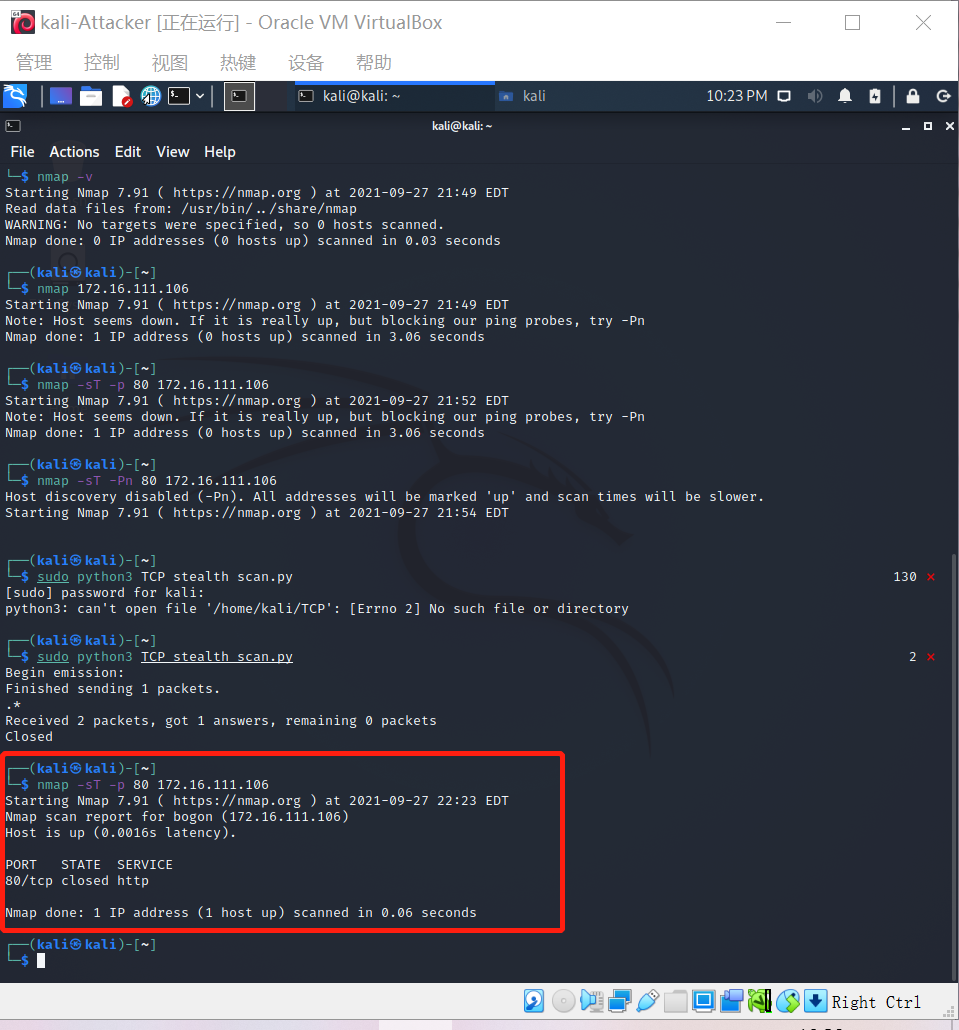 kali-Attacker [正在运行] - Oracle VM VirtualBox
管理 控制 视图 热键 设备 帮助
kali@kali: ~ kali 10:23 PM
kali@kali: ~
File Actions Edit View Help
└─$ nmap -v
Starting Nmap 7.91 ( https://nmap.org ) at 2021-09-27 21:49 EDT
Read data files from: /usr/bin/../share/nmap
WARNING: No targets were specified, so 0 hosts scanned.
Nmap done: 0 IP addresses (0 hosts up) scanned in 0.03 seconds
┌──(kali㉿kali)-[~]
└─$ nmap 172.16.111.106
Starting Nmap 7.91 ( https://nmap.org ) at 2021-09-27 21:49 EDT
Note: Host seems down. If it is really up, but blocking our ping probes, try -Pn
Nmap done: 1 IP address (0 hosts up) scanned in 3.06 seconds
┌──(kali㉿kali)-[~]
└─$ nmap -sT -p 80 172.16.111.106
Starting Nmap 7.91 ( https://nmap.org ) at 2021-09-27 21:52 EDT
Note: Host seems down. If it is really up, but blocking our ping probes, try -Pn
Nmap done: 1 IP address (0 hosts up) scanned in 3.06 seconds
┌──(kali㉿kali)-[~]
└─$ nmap -sT -Pn 80 172.16.111.106
Host discovery disabled (-Pn). All addresses will be marked 'up' and scan times will be slower.
Starting Nmap 7.91 ( https://nmap.org ) at 2021-09-27 21:54 EDT
┌──(kali㉿kali)-[~]
└─$ sudo python3 TCP stealth scan.py 130 ⨯
[sudo] password for kali:
python3: can't open file '/home/kali/TCP': [Errno 2] No such file or directory
┌──(kali㉿kali)-[~]
└─$ sudo python3 TCP_stealth_scan.py 2 ⨯
Begin emission:
Finished sending 1 packets.
.*
Received 2 packets, got 1 answers, remaining 0 packets
Closed
┌──(kali㉿kali)-[~]
└─$ nmap -sT -p 80 172.16.111.106
Starting Nmap 7.91 ( https://nmap.org ) at 2021-09-27 22:23 EDT
Nmap scan report for bogon (172.16.111.106)
Host is up (0.0016s latency).
PORT STATE SERVICE
80/tcp closed http
Nmap done: 1 IP address (1 host up) scanned in 0.06 seconds
┌──(kali㉿kali)-[~]
└─$
Right Ctrl